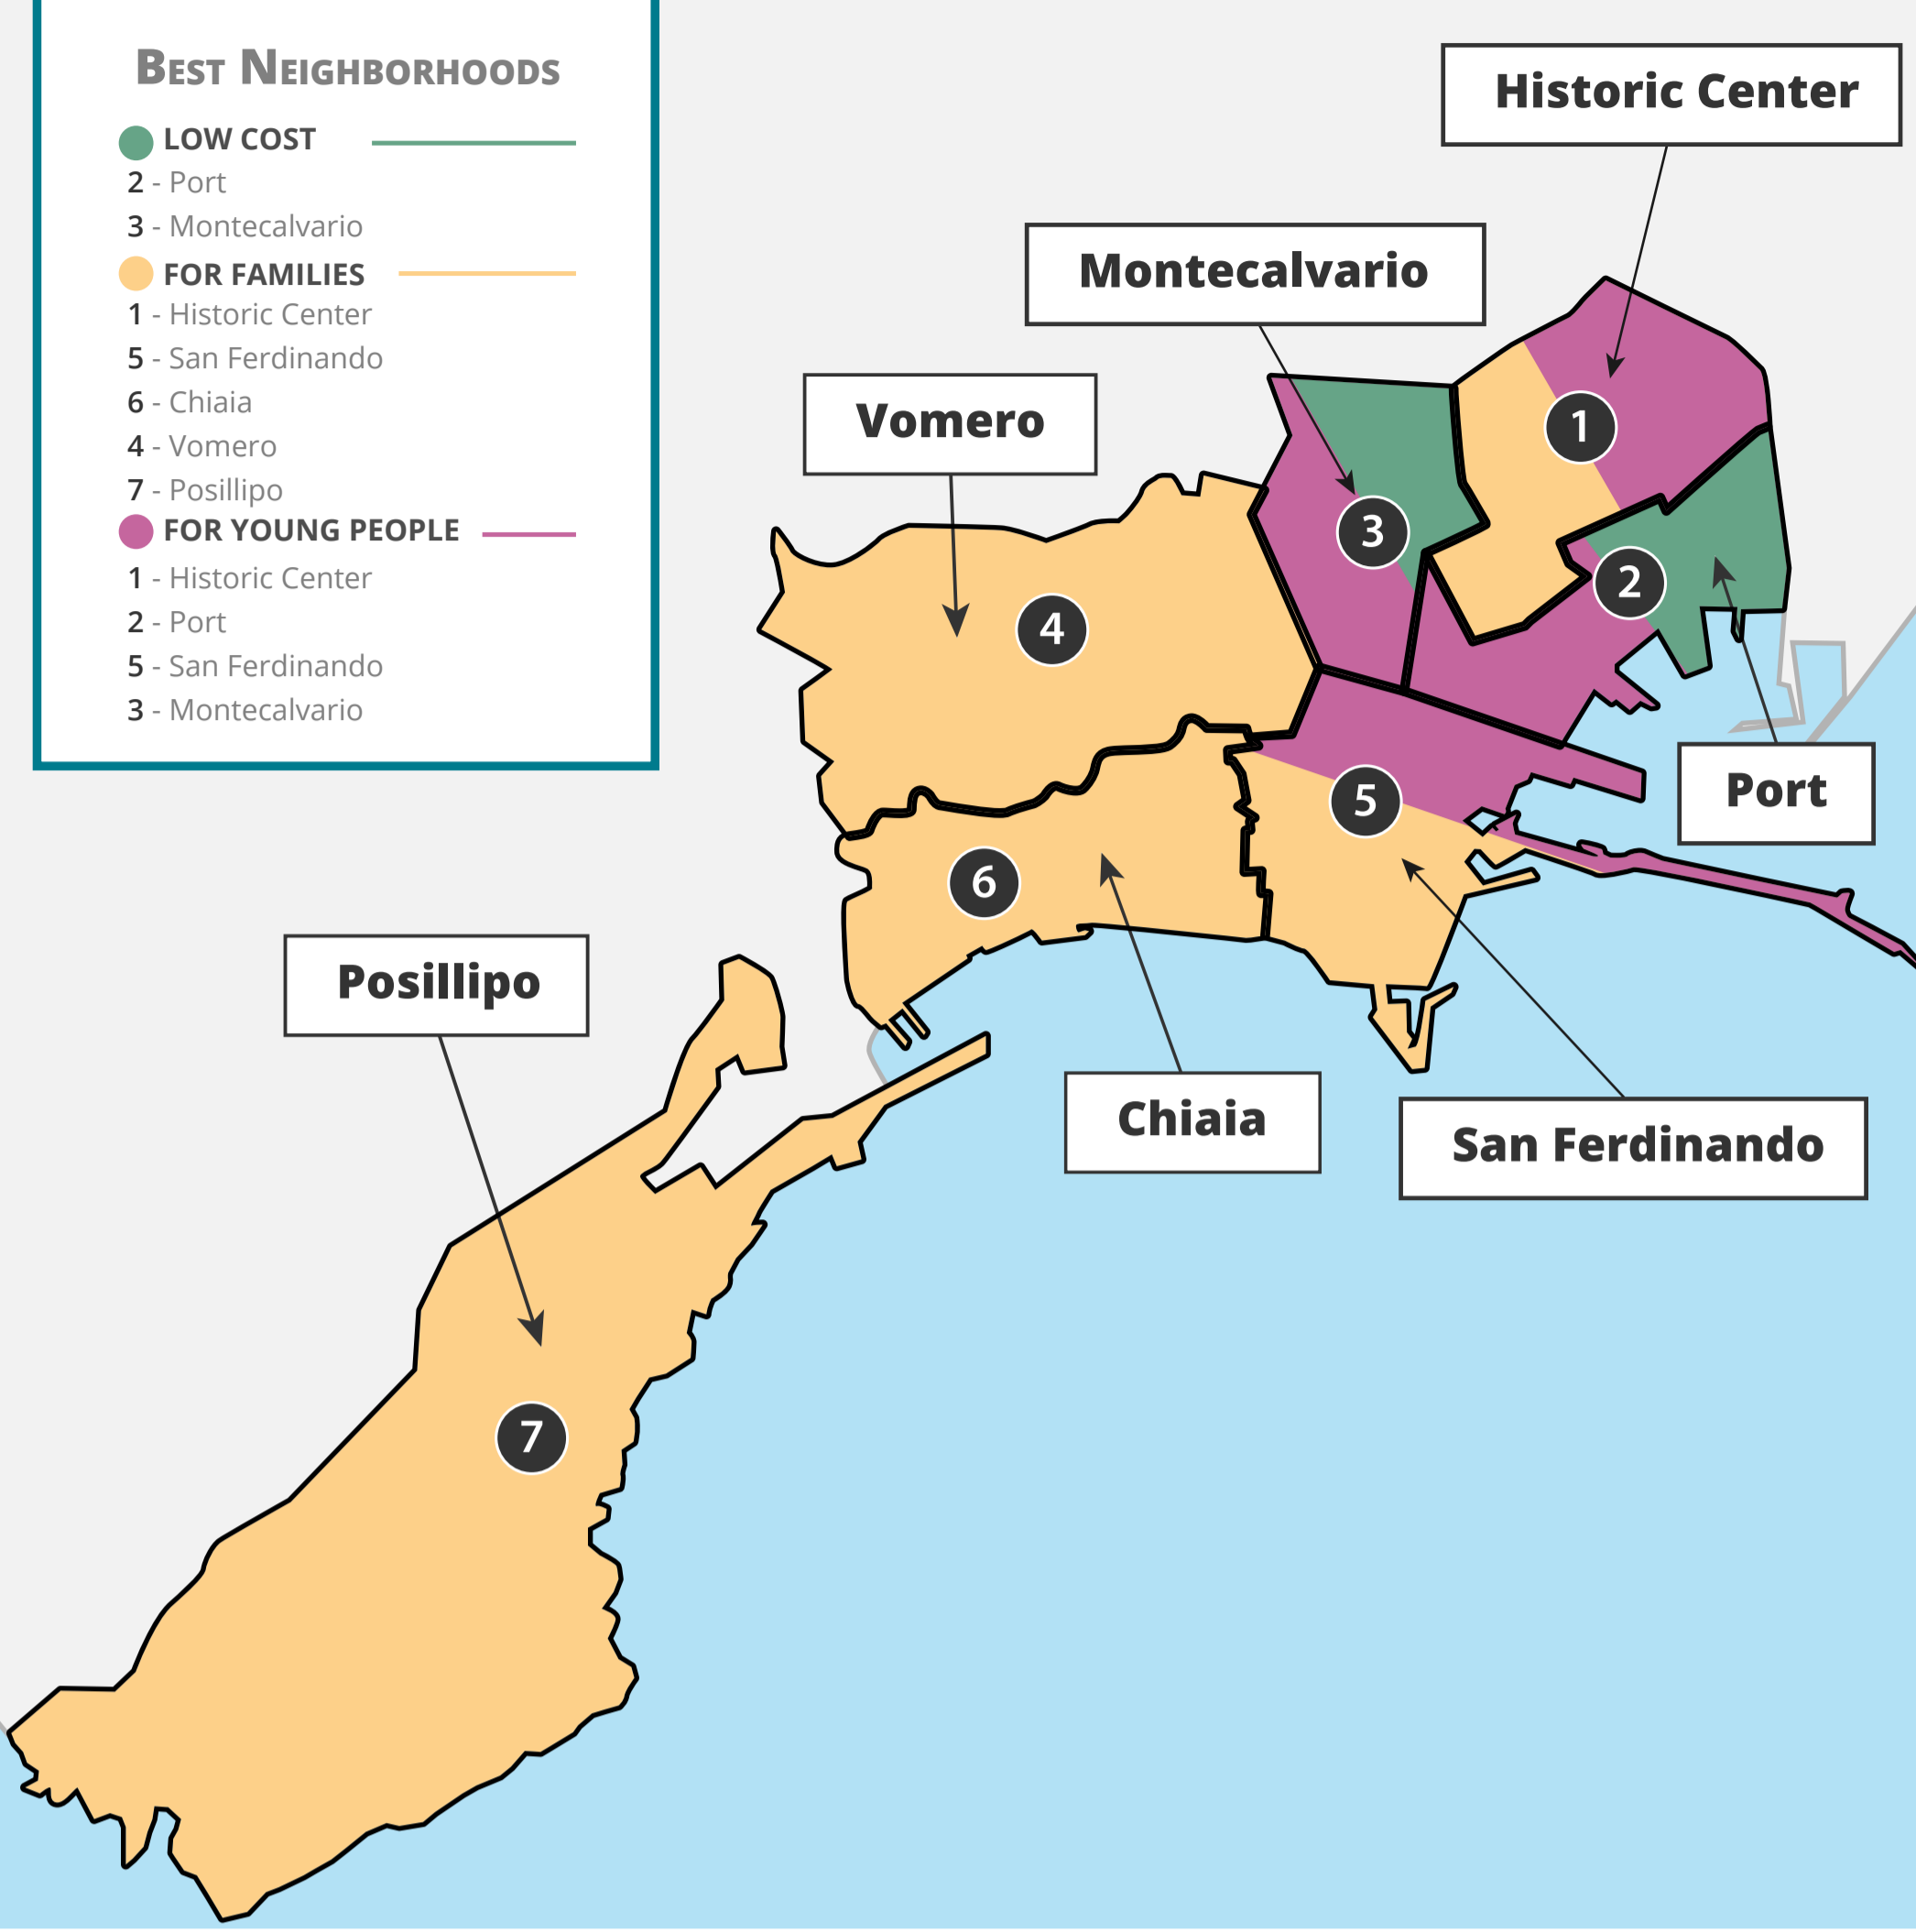 BEST NEIGHBORHOODS
LOW COST
2 - Port
3 - Montecalvario
FOR FAMILIES
1 - Historic Center
5 - San Ferdinando
6 - Chiaia
4 - Vomero
7 - Posillipo
FOR YOUNG PEOPLE
1 - Historic Center
2 - Port
5 - San Ferdinando
3 - Montecalvario
Historic Center
Montecalvario
Vomero
1
3
2
4
Port
5
6
Posillipo
Chiaia
San Ferdinando
7